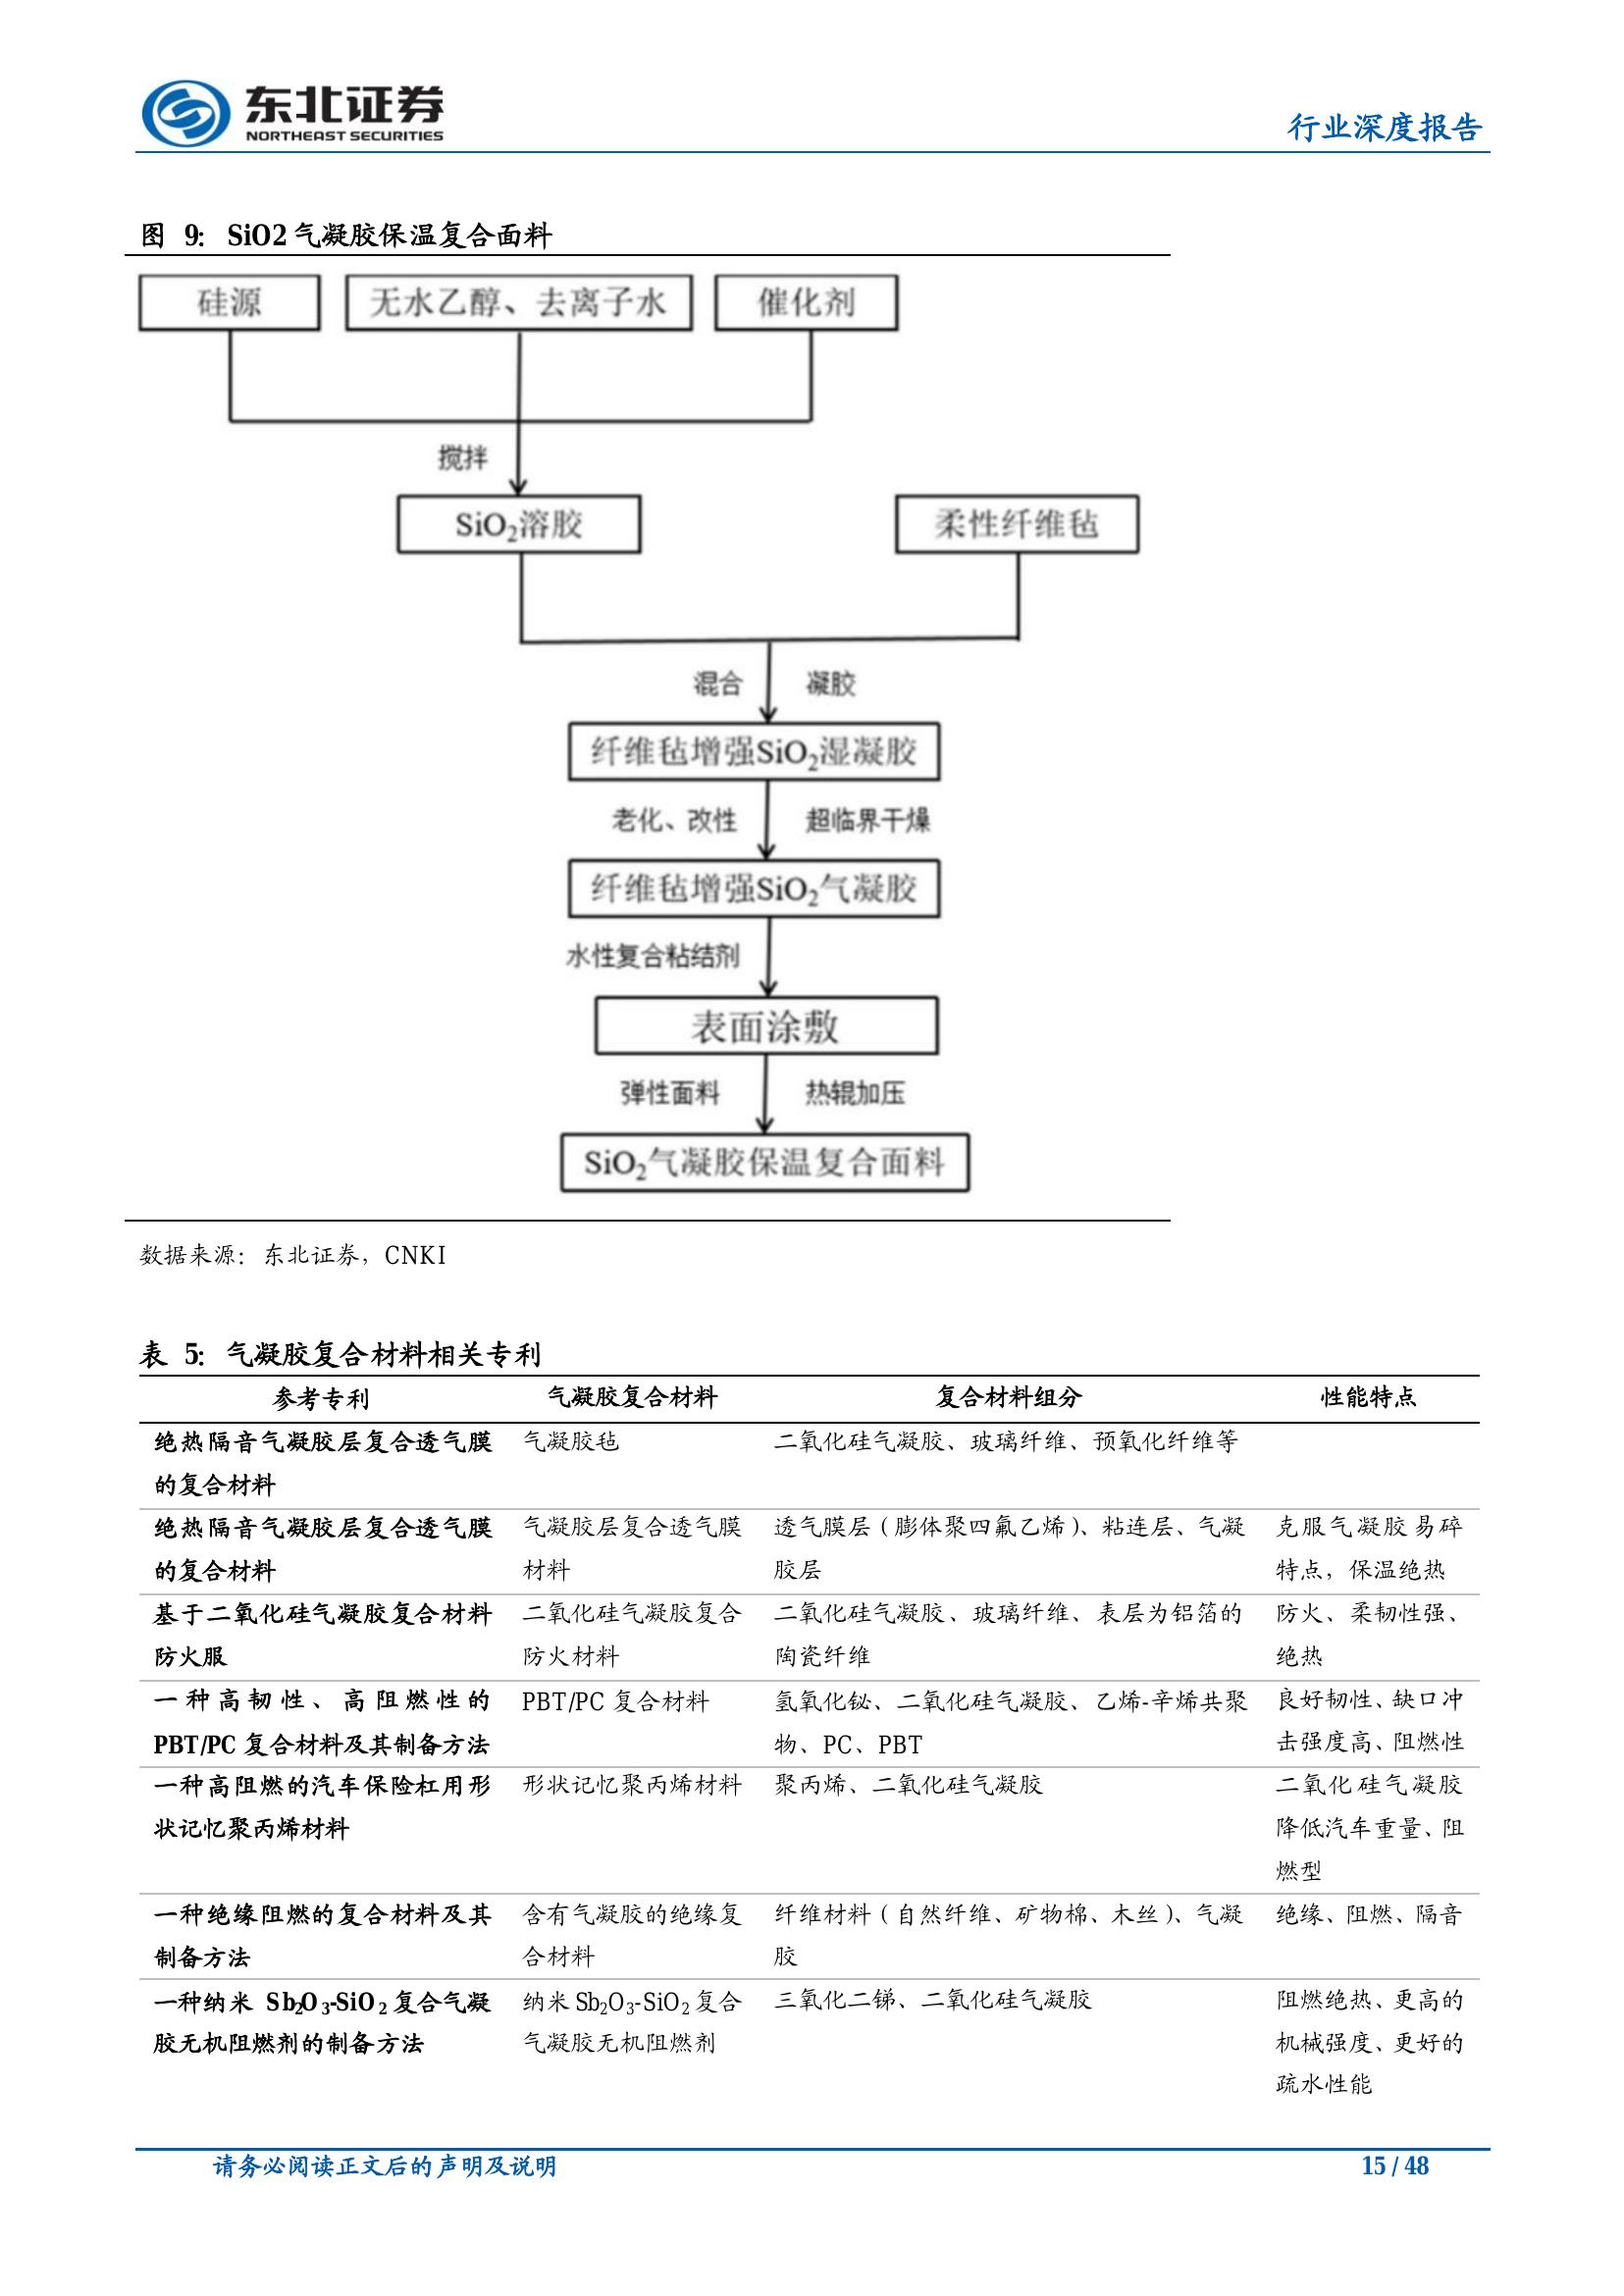 东北证券
NORTHEAST SECURITIES
行业深度报告
图 9: SiO2 气凝胶保温复合面料
硅源
无水乙醇、去离子水
催化剂
搅拌
SiO₂溶胶
柔性纤维毡
混合
凝胶
纤维毡增强SiO₂湿凝胶
老化、改性
超临界干燥
纤维毡增强SiO₂气凝胶
水性复合粘结剂
表面涂敷
弹性面料
热辊加压
SiO₂气凝胶保温复合面料
数据来源：东北证券，CNKI
表 5: 气凝胶复合材料相关专利
参考专利 气凝胶复合材料 复合材料组分 性能特点
绝热隔音气凝胶层复合透气膜 气凝胶毡 二氧化硅气凝胶、玻璃纤维、预氧化纤维等
的复合材料
绝热隔音气凝胶层复合透气膜 气凝胶层复合透气膜 透气膜层（膨体聚四氟乙烯）、粘连层、气凝 克服气凝胶易碎
的复合材料 材料 胶层 特点，保温绝热
基于二氧化硅气凝胶复合材料 二氧化硅气凝胶复合 二氧化硅气凝胶、玻璃纤维、表层为铝箔的 防火、柔韧性强、
防火服 防火材料 陶瓷纤维 绝热
一种高韧性、高阻燃性的 PBT/PC 复合材料 氢氧化铋、二氧化硅气凝胶、乙烯-辛烯共聚 良好韧性、缺口冲
PBT/PC 复合材料及其制备方法 物、PC、PBT 击强度高、阻燃性
一种高阻燃的汽车保险杠用形 形状记忆聚丙烯材料 聚丙烯、二氧化硅气凝胶 二氧化硅气凝胶
状记忆聚丙烯材料 降低汽车重量、阻
燃型
一种绝缘阻燃的复合材料及其 含有气凝胶的绝缘复 纤维材料（自然纤维、矿物棉、木丝）、气凝 绝缘、阻燃、隔音
制备方法 合材料 胶
一种纳米 Sb₂O₃-SiO₂ 复合气凝 纳米 Sb₂O₃-SiO₂ 复合 三氧化二锑、二氧化硅气凝胶 阻燃绝热、更高的
胶无机阻燃剂的制备方法 气凝胶无机阻燃剂 机械强度、更好的
疏水性能
请务必阅读正文后的声明及说明 15 / 48